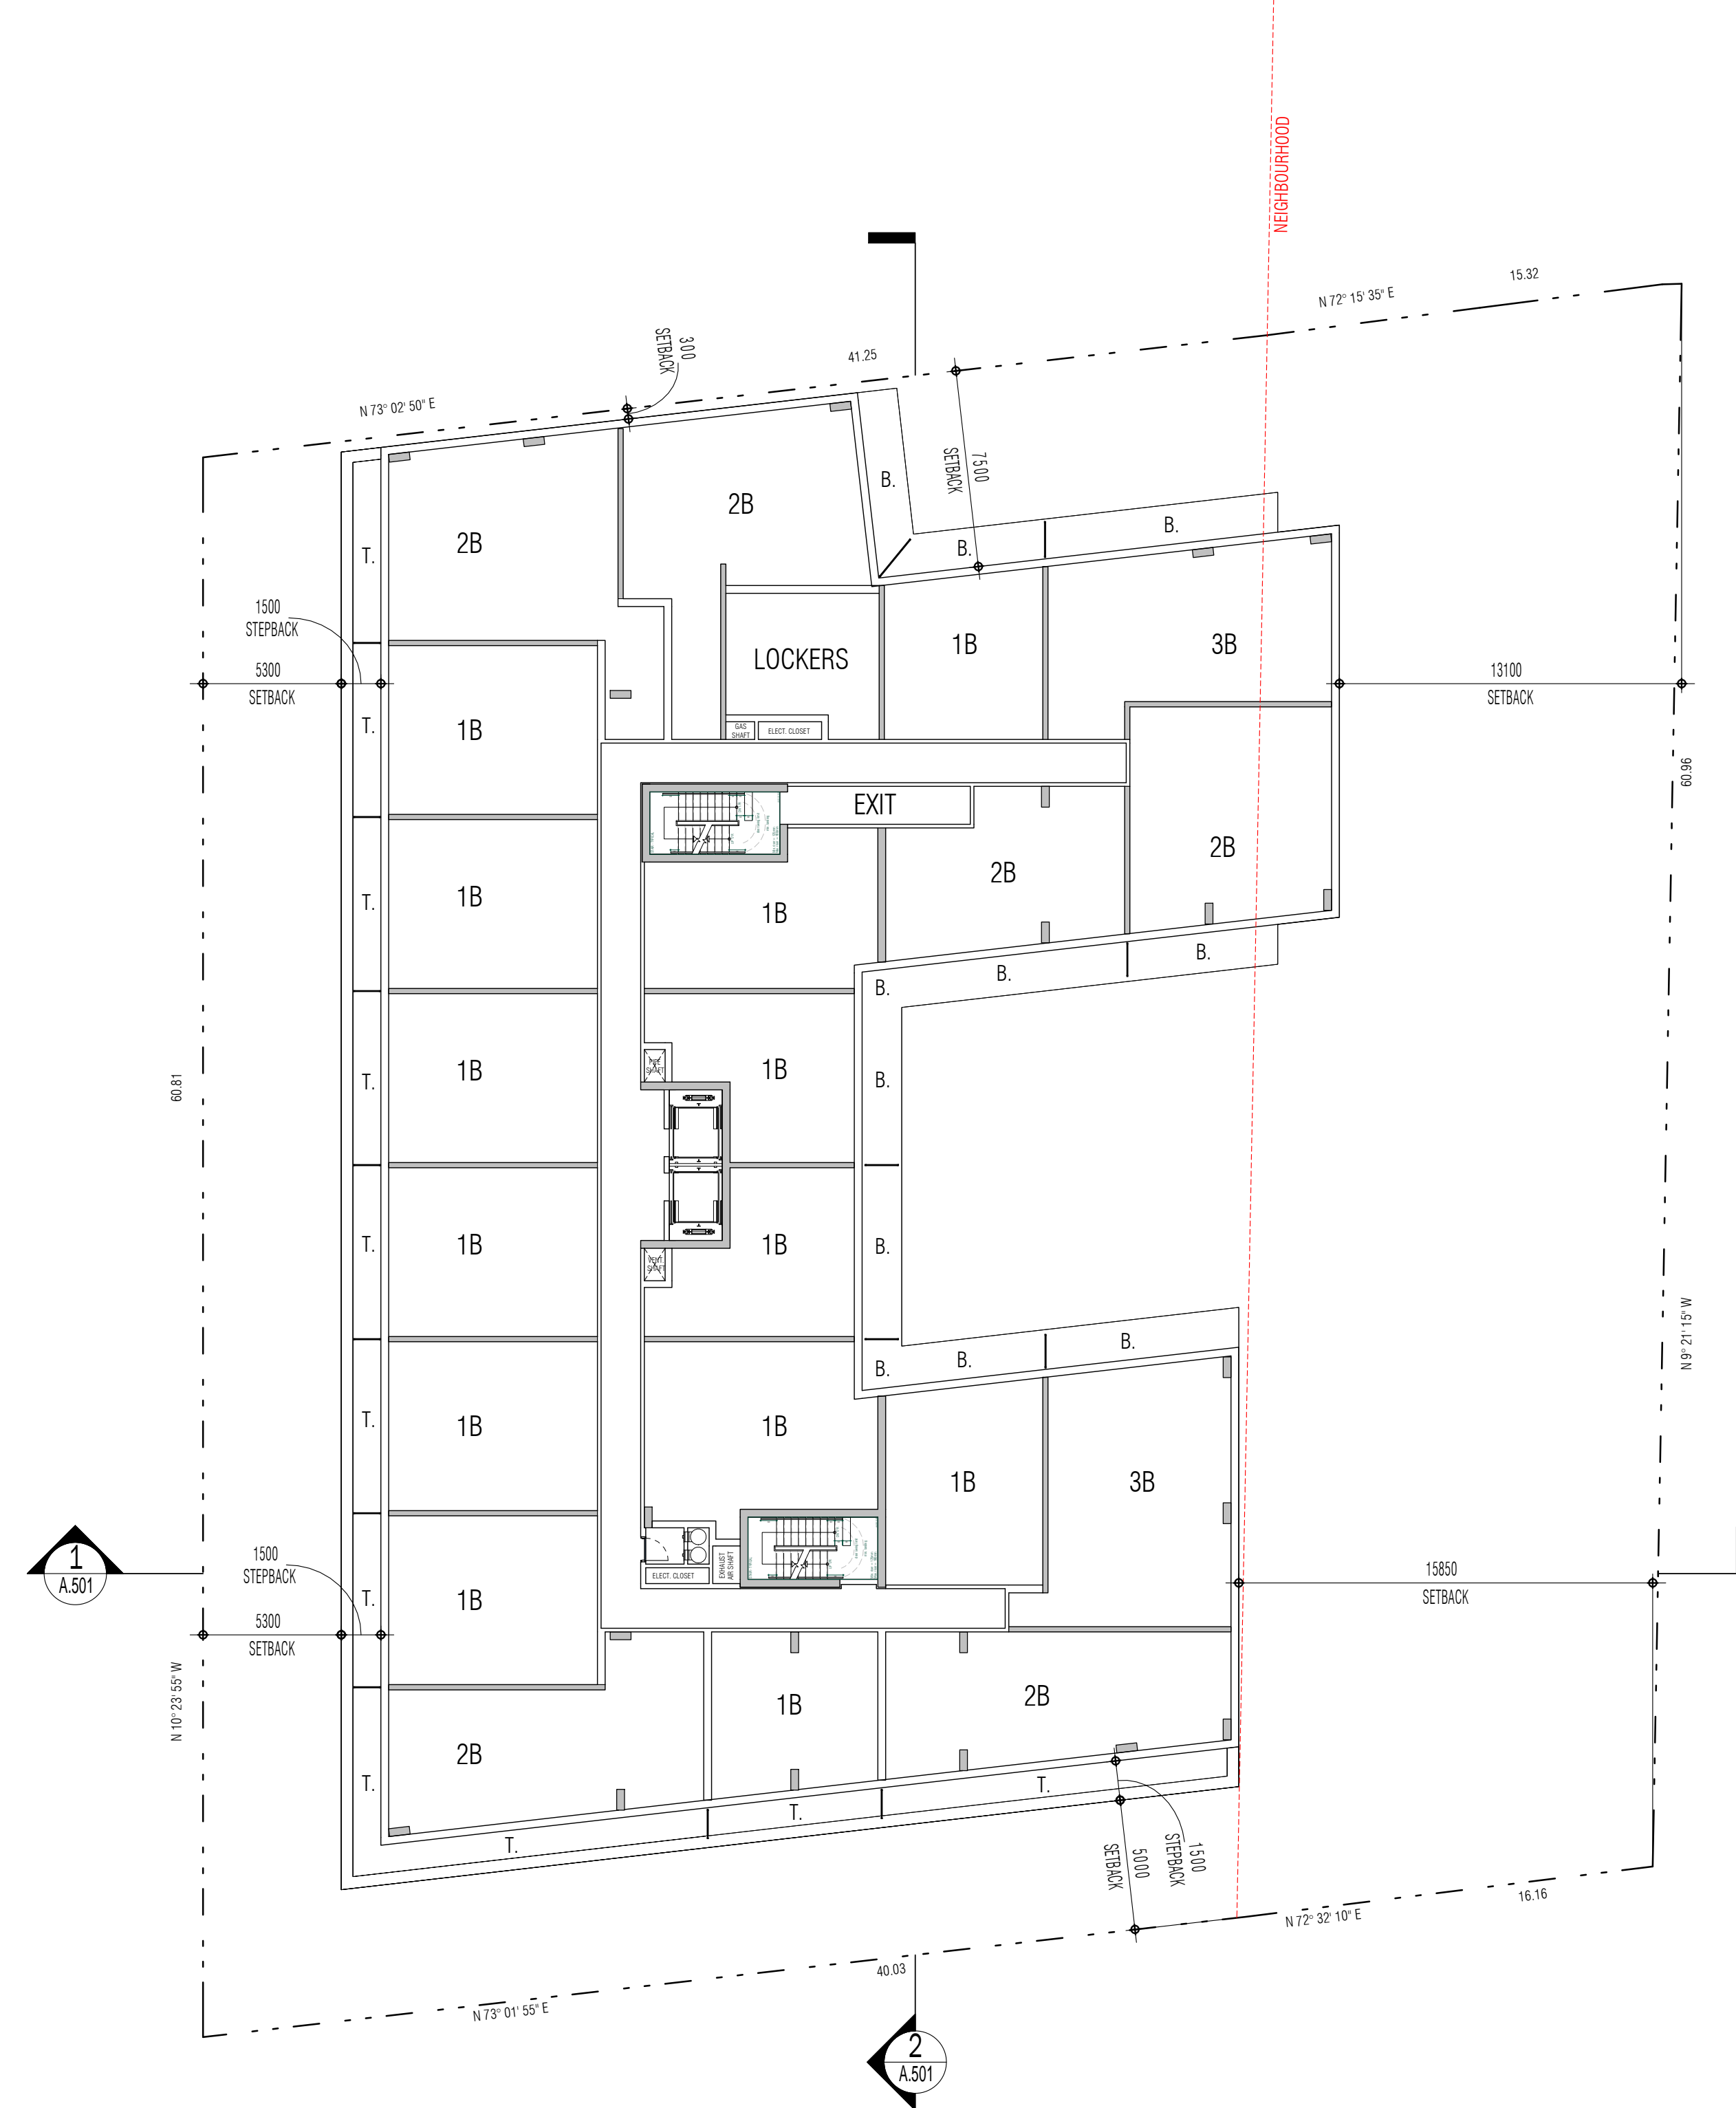 NEIGHBOURHOOD
15.32
N 72° 15' 35" E
300
SETBACK
41.25
N 73° 02' 50" E
7500
SETBACK
B.
2B
B.
B.
2B
T.
1500
STEPBACK
5300
SETBACK
LOCKERS
1B
3B
13100
SETBACK
T.
1B
GAS
SHAFT
ELECT. CLOSET
60.96
EXIT
2B
2B
T.
1B
1B
B.
B.
B.
60.81
T.
1B
1B
PIPE
SHAFT
B.
T.
1B
1B
B.
VENT.
SHAFT
N 9° 21' 15" W
B.
B.
B.
T.
1B
1B
1B
3B
1
A.501
1500
STEPBACK
5300
SETBACK
T.
1B
ELECT. CLOSET
EXHAUST
AIR SHAFT
15850
SETBACK
N 10° 23' 55" W
1B
2B
2B
T.
T.
T.
T.
1500
STEPBACK
5000
SETBACK
16.16
N 72° 32' 10" E
40.03
N 73° 01' 55" E
2
A.501